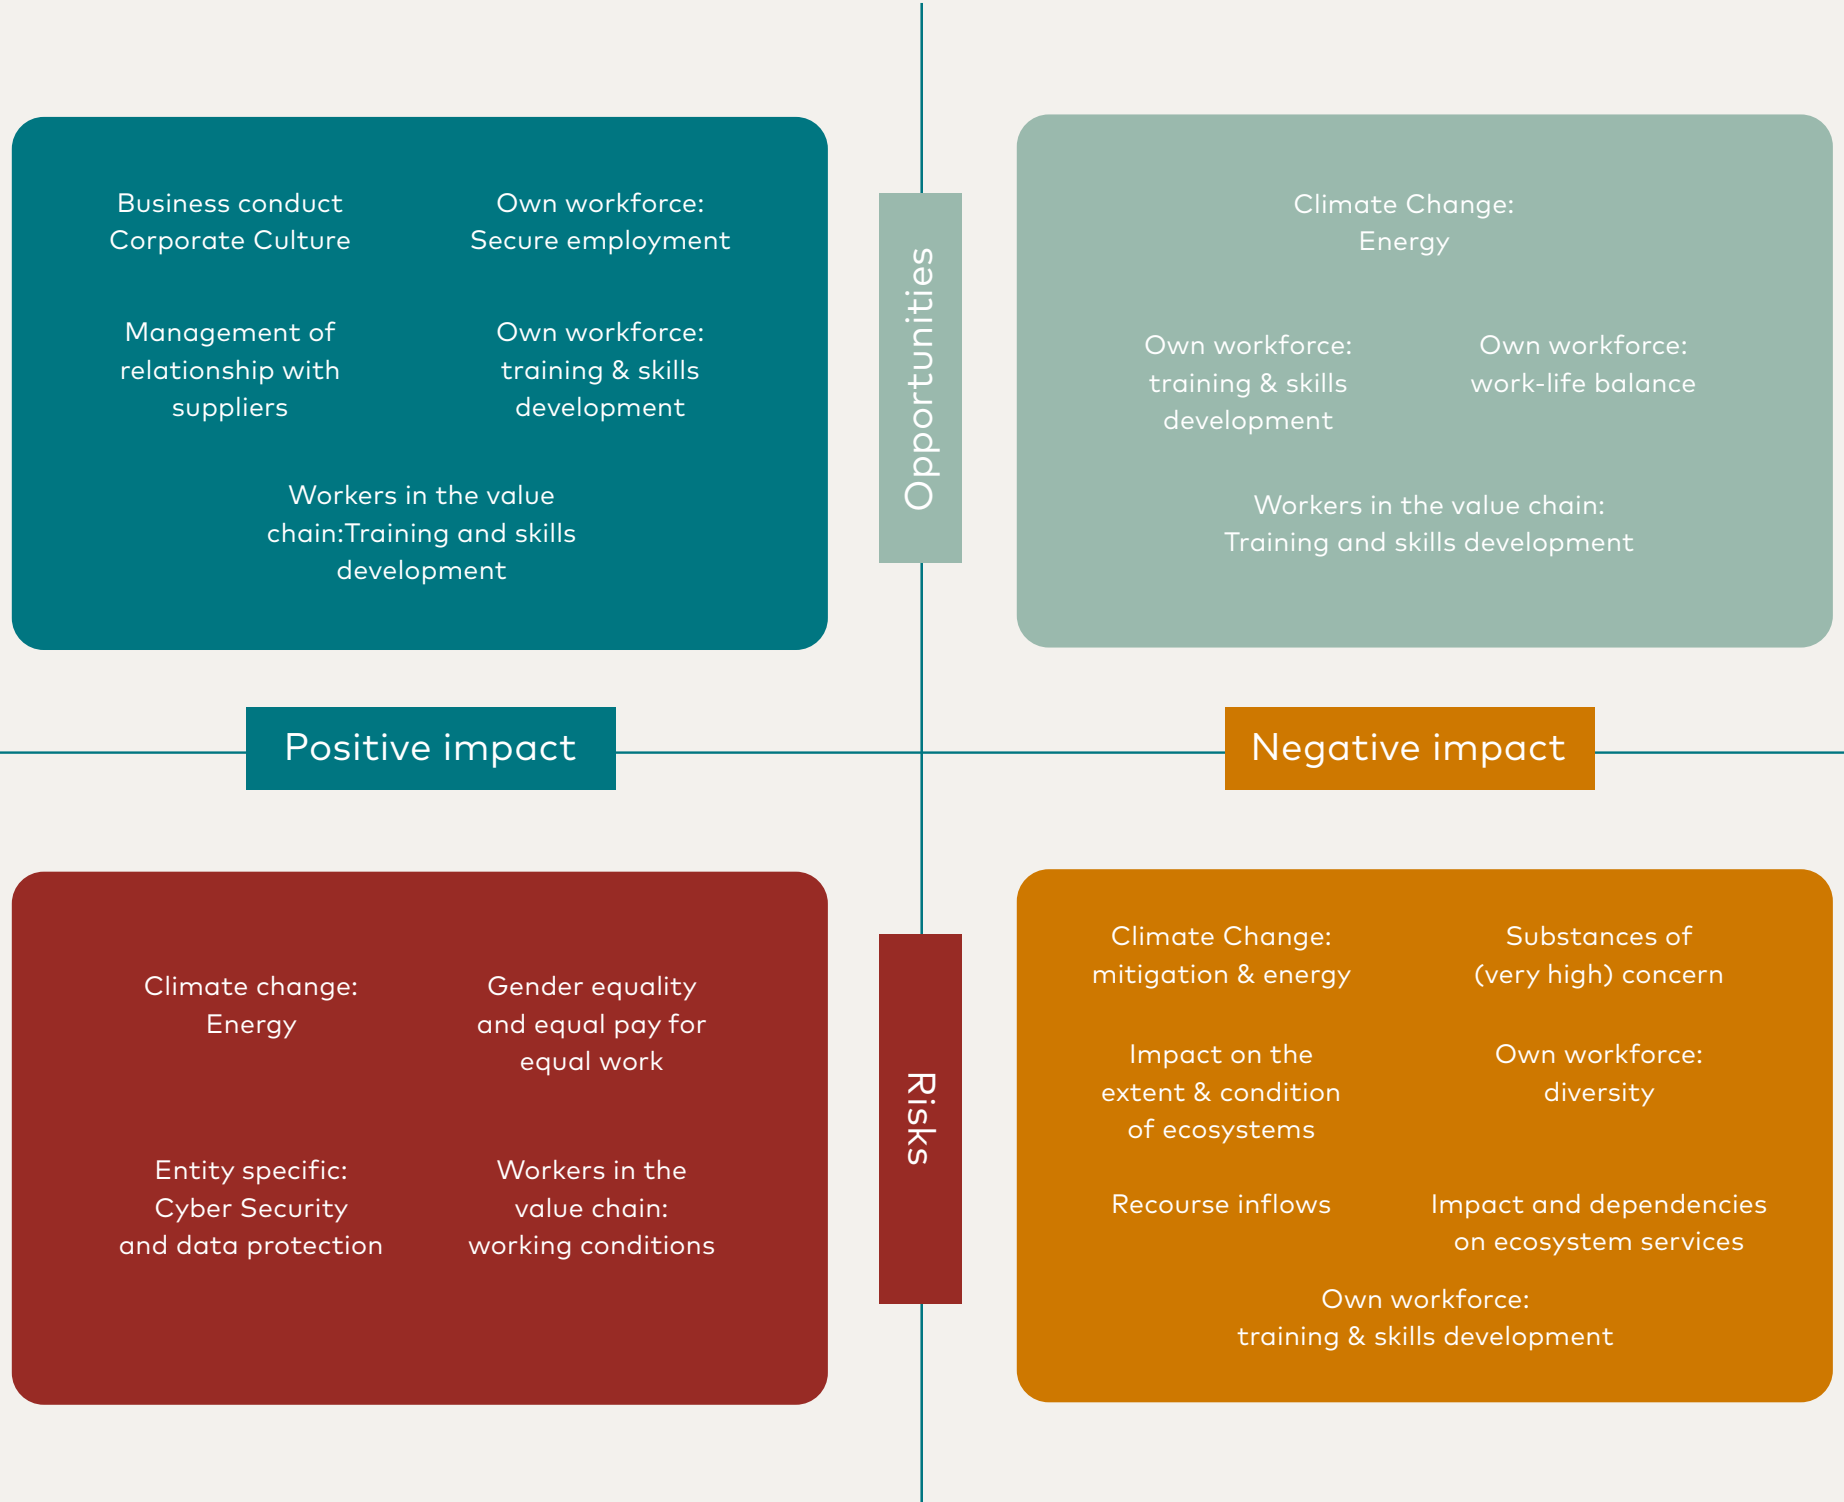 Business conduct
Corporate Culture
Own workforce:
Secure employment
Management of
relationship with
suppliers
Own workforce:
training & skills
development
Workers in the value
chain:Training and skills
development
Opportunities
Climate Change:
Energy
Own workforce:
training & skills
development
Own workforce:
work-life balance
Workers in the value chain:
Training and skills development
Positive impact
Negative impact
Climate change:
Energy
Gender equality
and equal pay for
equal work
Entity specific:
Cyber Security
and data protection
Workers in the
value chain:
working conditions
Risks
Climate Change:
mitigation & energy
Substances of
(very high) concern
Impact on the
extent & condition
of ecosystems
Own workforce:
diversity
Recourse inflows
Impact and dependencies
on ecosystem services
Own workforce:
training & skills development